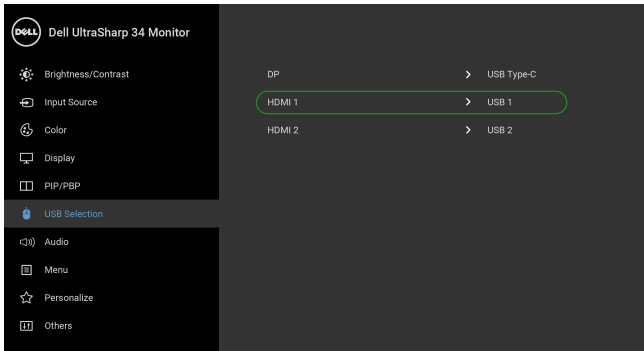 DELL Dell UltraSharp 34 Monitor
Brightness/Contrast
Input Source
Color
Display
PIP/PBP
USB Selection
Audio
Menu
Personalize
Others
DP > USB Type-C
HDMI 1 > USB 1
HDMI 2 > USB 2